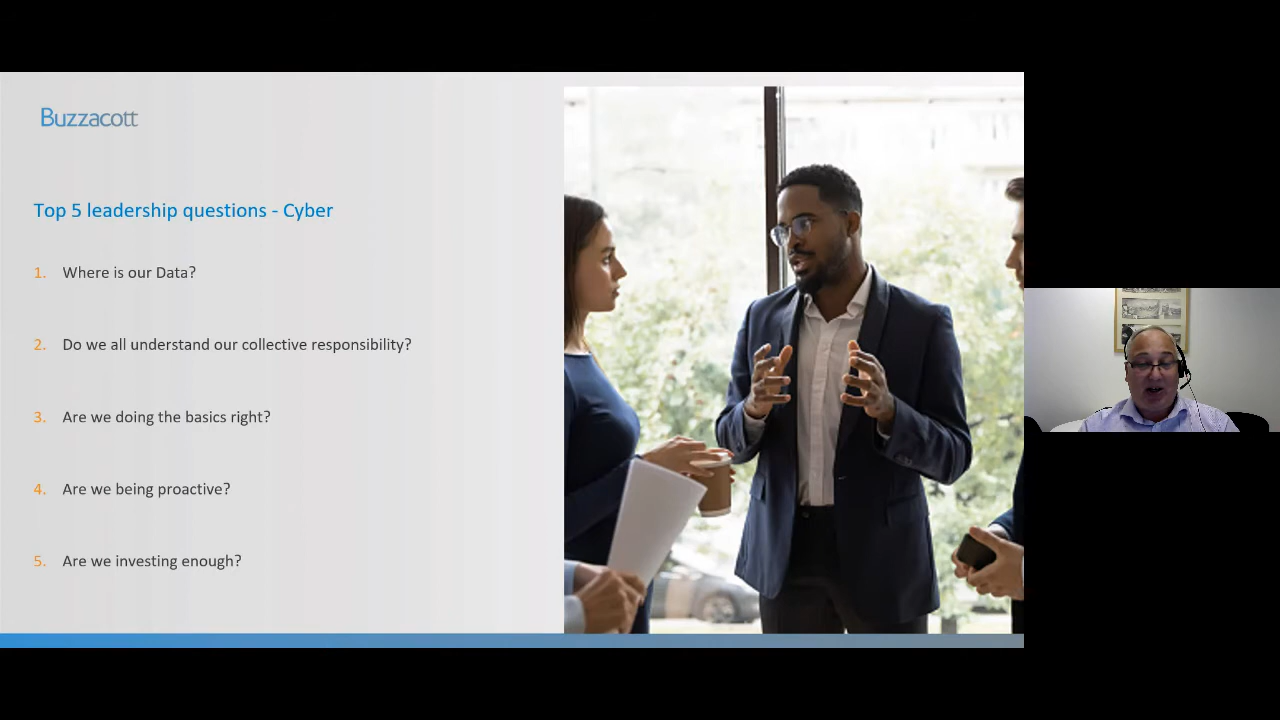 Buzzacott
Top 5 leadership questions - Cyber
1. Where is our Data?
2. Do we all understand our collective responsibility?
3. Are we doing the basics right?
4. Are we being proactive?
5. Are we investing enough?